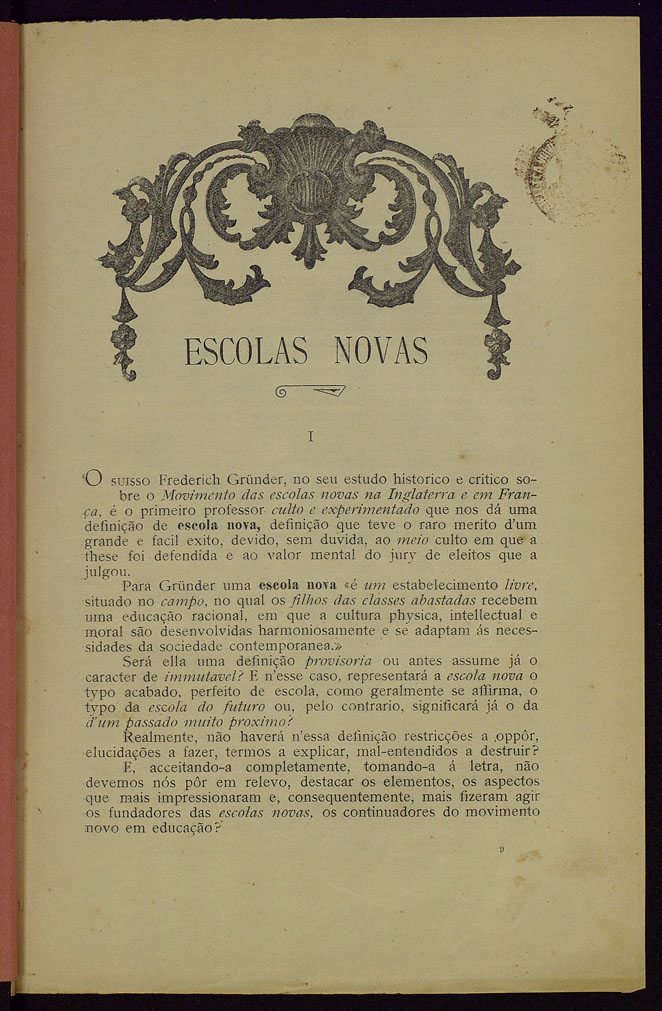 ESCOLAS NOVAS
I
O SUISSO Frederich Gründer, no seu estudo historico e critico so-
bre o Movimento das escolas novas na Inglaterra e em Fran-
ça, é o primeiro professor culto e experimentado que nos dá uma
definição de escola nova, definição que teve o raro merito d'um
grande e facil exito, devido, sem duvida, ao meio culto em que a
these foi defendida e ao valor mental do jury de eleitos que a
julgou.
Para Gründer uma escola nova «é um estabelecimento livre,
situado no campo, no qual os filhos das classes abastadas recebem
uma educação racional, em que a cultura physica, intellectual e
moral são desenvolvidas harmoniosamente e se adaptam ás neces-
sidades da sociedade contemporanea.»
Será ella uma definição provisoria ou antes assume já o
caracter de immutavel? E n'esse caso, representará a escola nova o
typo acabado, perfeito de escola, como geralmente se affirma, o
typo da escola do futuro ou, pelo contrario, significará já o da
d'um passado muito proximo?
Realmente, não haverá n'essa definição restricções a oppôr,
elucidações a fazer, termos a explicar, mal-entendidos a destruir?
E, acceitando-a completamente, tomando-a á letra, não
devemos nós pôr em relevo, destacar os elementos, os aspectos
que mais impressionaram e, consequentemente, mais fizeram agir
os fundadores das escolas novas, os continuadores do movimento
novo em educação?
9